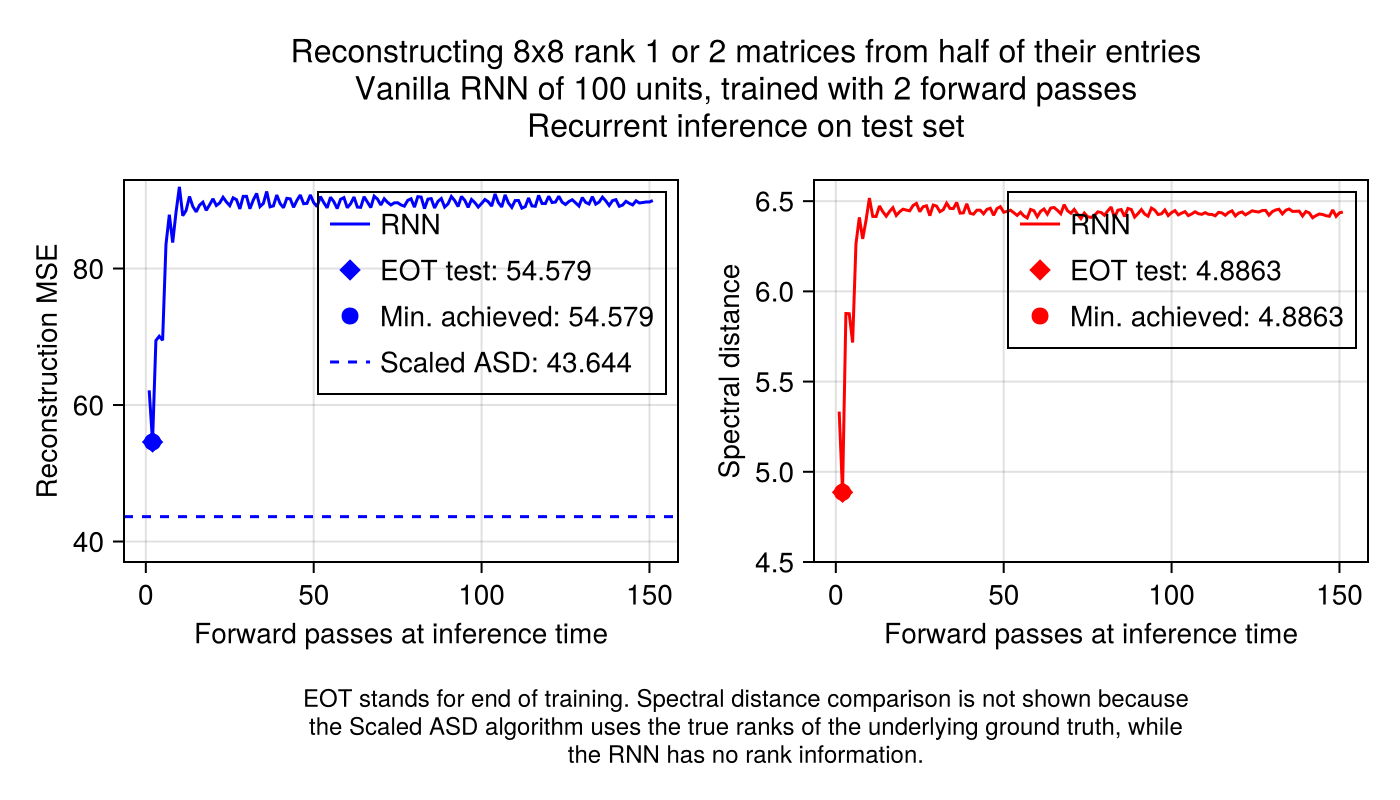 Reconstructing 8x8 rank 1 or 2 matrices from half of their entries
Vanilla RNN of 100 units, trained with 2 forward passes
Recurrent inference on test set
Reconstruction MSE
80
60
40
0
50
100
150
Forward passes at inference time
RNN
EOT test: 54.579
Min. achieved: 54.579
Scaled ASD: 43.644
Spectral distance
6.5
6.0
5.5
5.0
4.5
0
50
100
150
Forward passes at inference time
RNN
EOT test: 4.8863
Min. achieved: 4.8863
EOT stands for end of training. Spectral distance comparison is not shown because
the Scaled ASD algorithm uses the true ranks of the underlying ground truth, while
the RNN has no rank information.